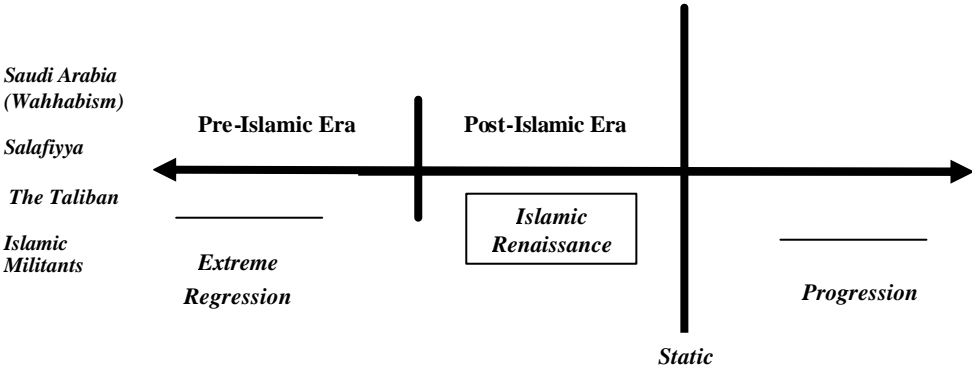 Saudi Arabia
(Wahhabism)
Salafiyya
The Taliban
Islamic
Militants
Pre-Islamic Era
Post-Islamic Era
Extreme
Regression
Islamic
Renaissance
Progression
Static